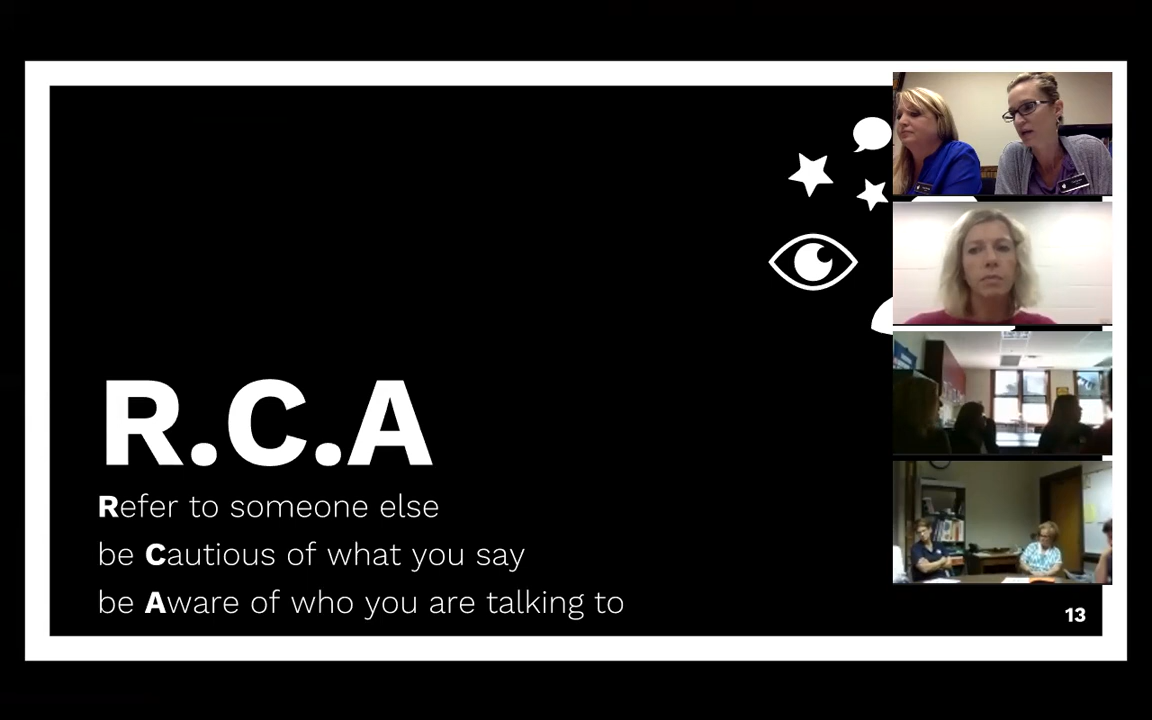 R.C.A
Refer to someone else
be Cautious of what you say
be Aware of who you are talking to
13